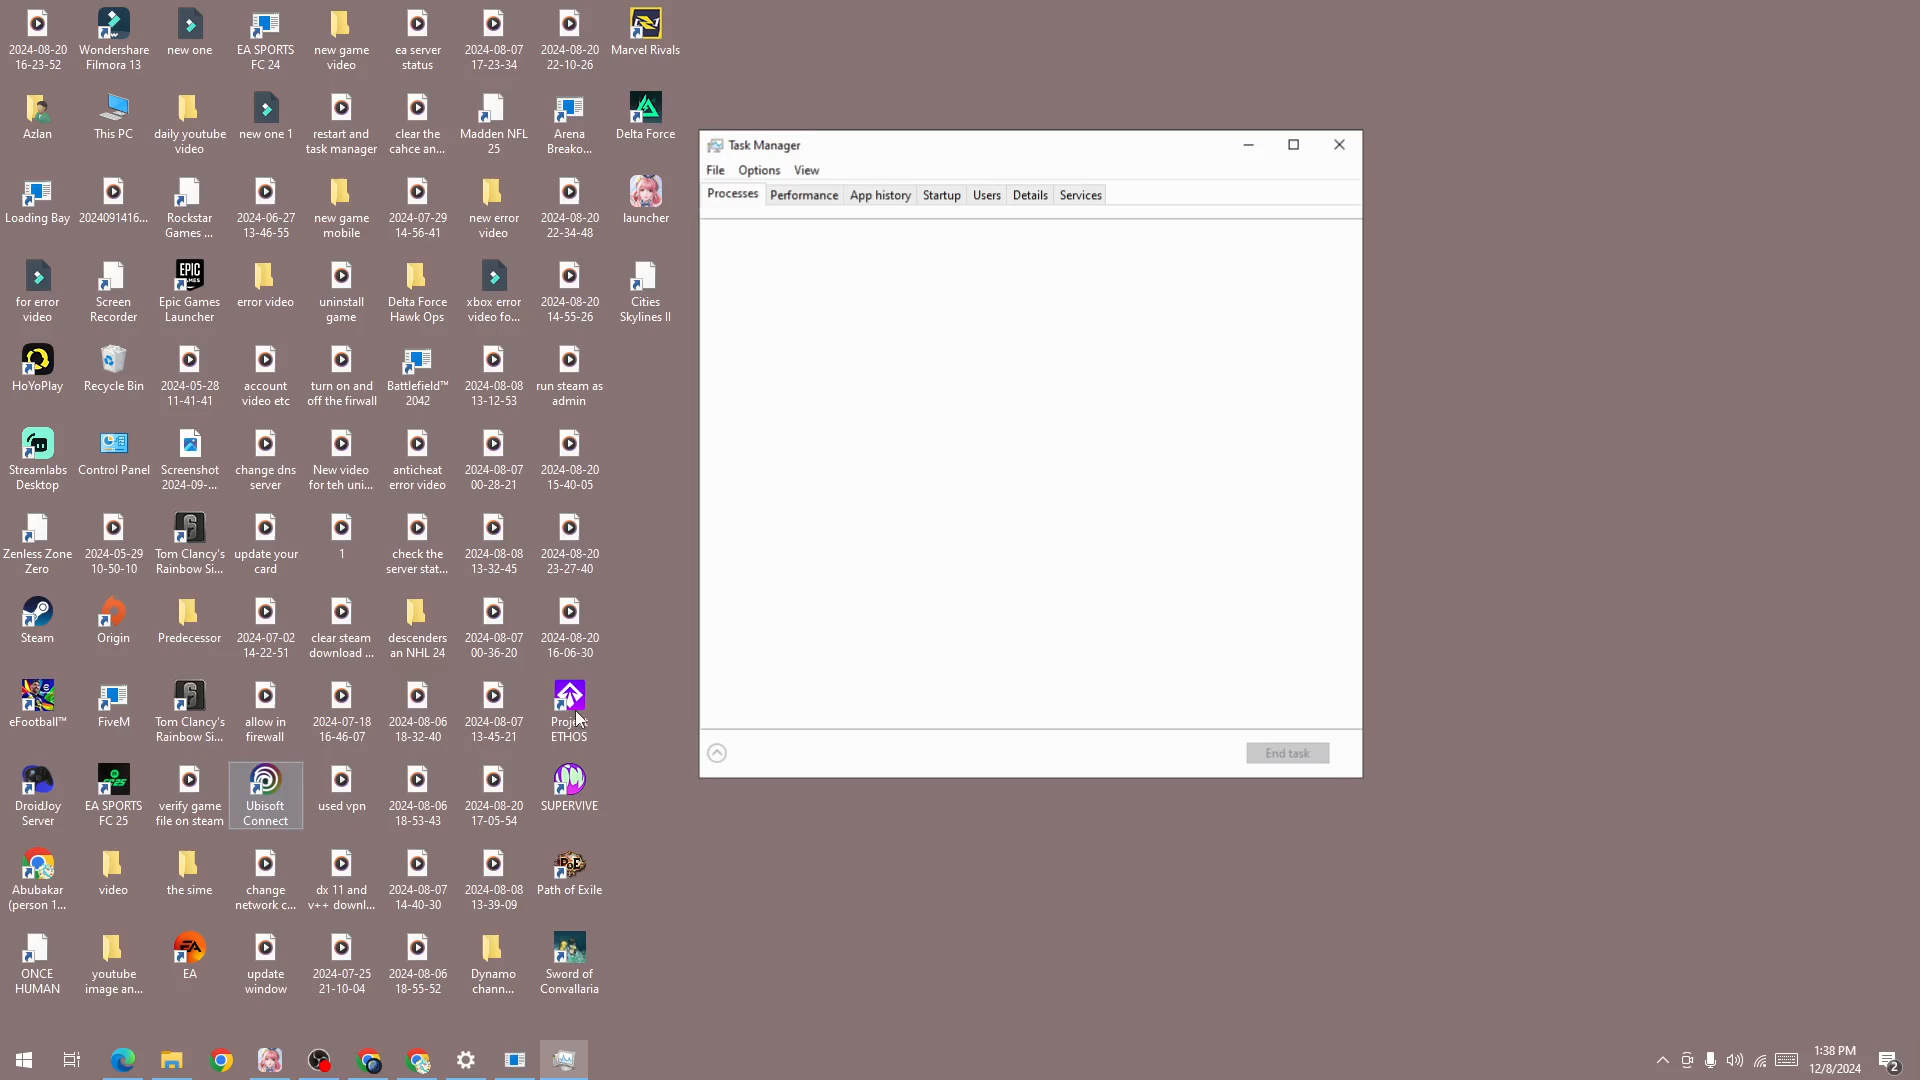 2024-08-20
16-23-52
Wondershare
Filmora 13
new one
EA SPORTS
FC 24
new game
video
ea server
status
2024-08-07
17-23-34
2024-08-20
22-10-26
Marvel Rivals
Azlan
This PC
daily youtube
video
new one 1
restart and
task manager
clear the
cahce an...
Madden NFL
25
Arena
Breako...
Delta Force
Loading Bay
2024091416...
Rockstar
Games ...
2024-06-27
13-46-55
new game
mobile
2024-07-29
14-56-41
new error
video
2024-08-20
22-34-48
launcher
for error
video
Screen
Recorder
EPIC
GAMES
Epic Games
Launcher
error video
uninstall
game
Delta Force
Hawk Ops
xbox error
video fo...
2024-08-20
14-55-26
Cities
Skylines II
HoYoPlay
Recycle Bin
2024-05-28
11-41-41
account
video etc
turn on and
off the firwall
Battlefield™
2042
2024-08-08
13-12-53
run steam as
admin
Streamlabs
Desktop
Control Panel
Screenshot
2024-09-...
change dns
server
New video
for teh uni...
anticheat
error video
2024-08-07
00-28-21
2024-08-20
15-40-05
Zenless Zone
Zero
2024-05-29
10-50-10
Tom Clancy's
Rainbow Si...
update your
card
1
check the
server stat...
2024-08-08
13-32-45
2024-08-20
23-27-40
Steam
Origin
Predecessor
2024-07-02
14-22-51
clear steam
download ...
descenders
an NHL 24
2024-08-07
00-36-20
2024-08-20
16-06-30
eFootball™
FiveM
Tom Clancy's
Rainbow Si...
allow in
firewall
2024-07-18
16-46-07
2024-08-06
18-32-40
2024-08-07
13-45-21
Project
ETHOS
DroidJoy
Server
EA SPORTS
FC 25
verify game
file on steam
Ubisoft
Connect
used vpn
2024-08-06
18-53-43
2024-08-20
17-05-54
SUPERVIVE
Abubakar
(person 1...
video
the sime
change
network c...
dx 11 and
v++ downl...
2024-08-07
14-40-30
2024-08-08
13-39-09
Path of Exile
ONCE
HUMAN
youtube
image an...
EA
update
window
2024-07-25
21-10-04
2024-08-06
18-55-52
Dynamo
chann...
Sword of
Convallaria
Task Manager
File Options View
Processes Performance App history Startup Users Details Services
End task
1:38 PM
12/8/2024
2